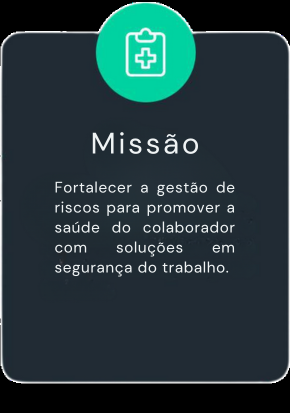 Missão
Fortalecer a gestão de
riscos para promover a
saúde do colaborador
com soluções em
segurança do trabalho.